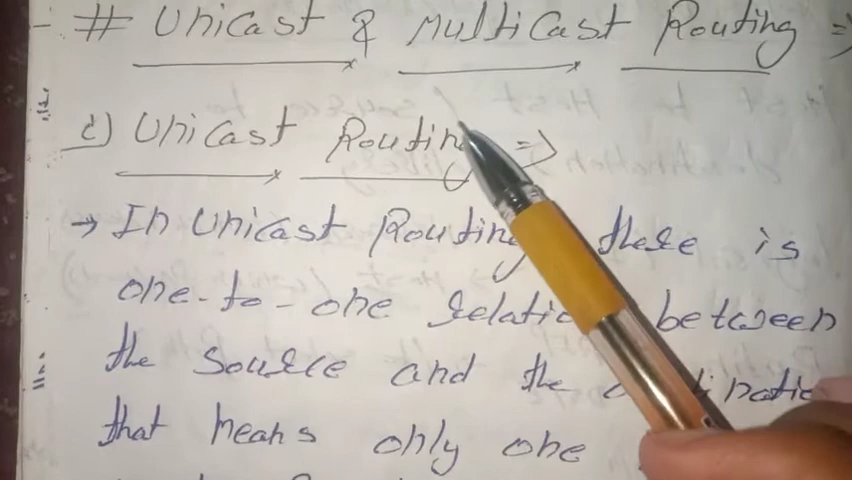 # Unicast & Multicast Routing ⇒
i) Unicast Routing ⇒
→ In Unicast Routing there is
one-to-one relation between
the source and the destination
that means only one